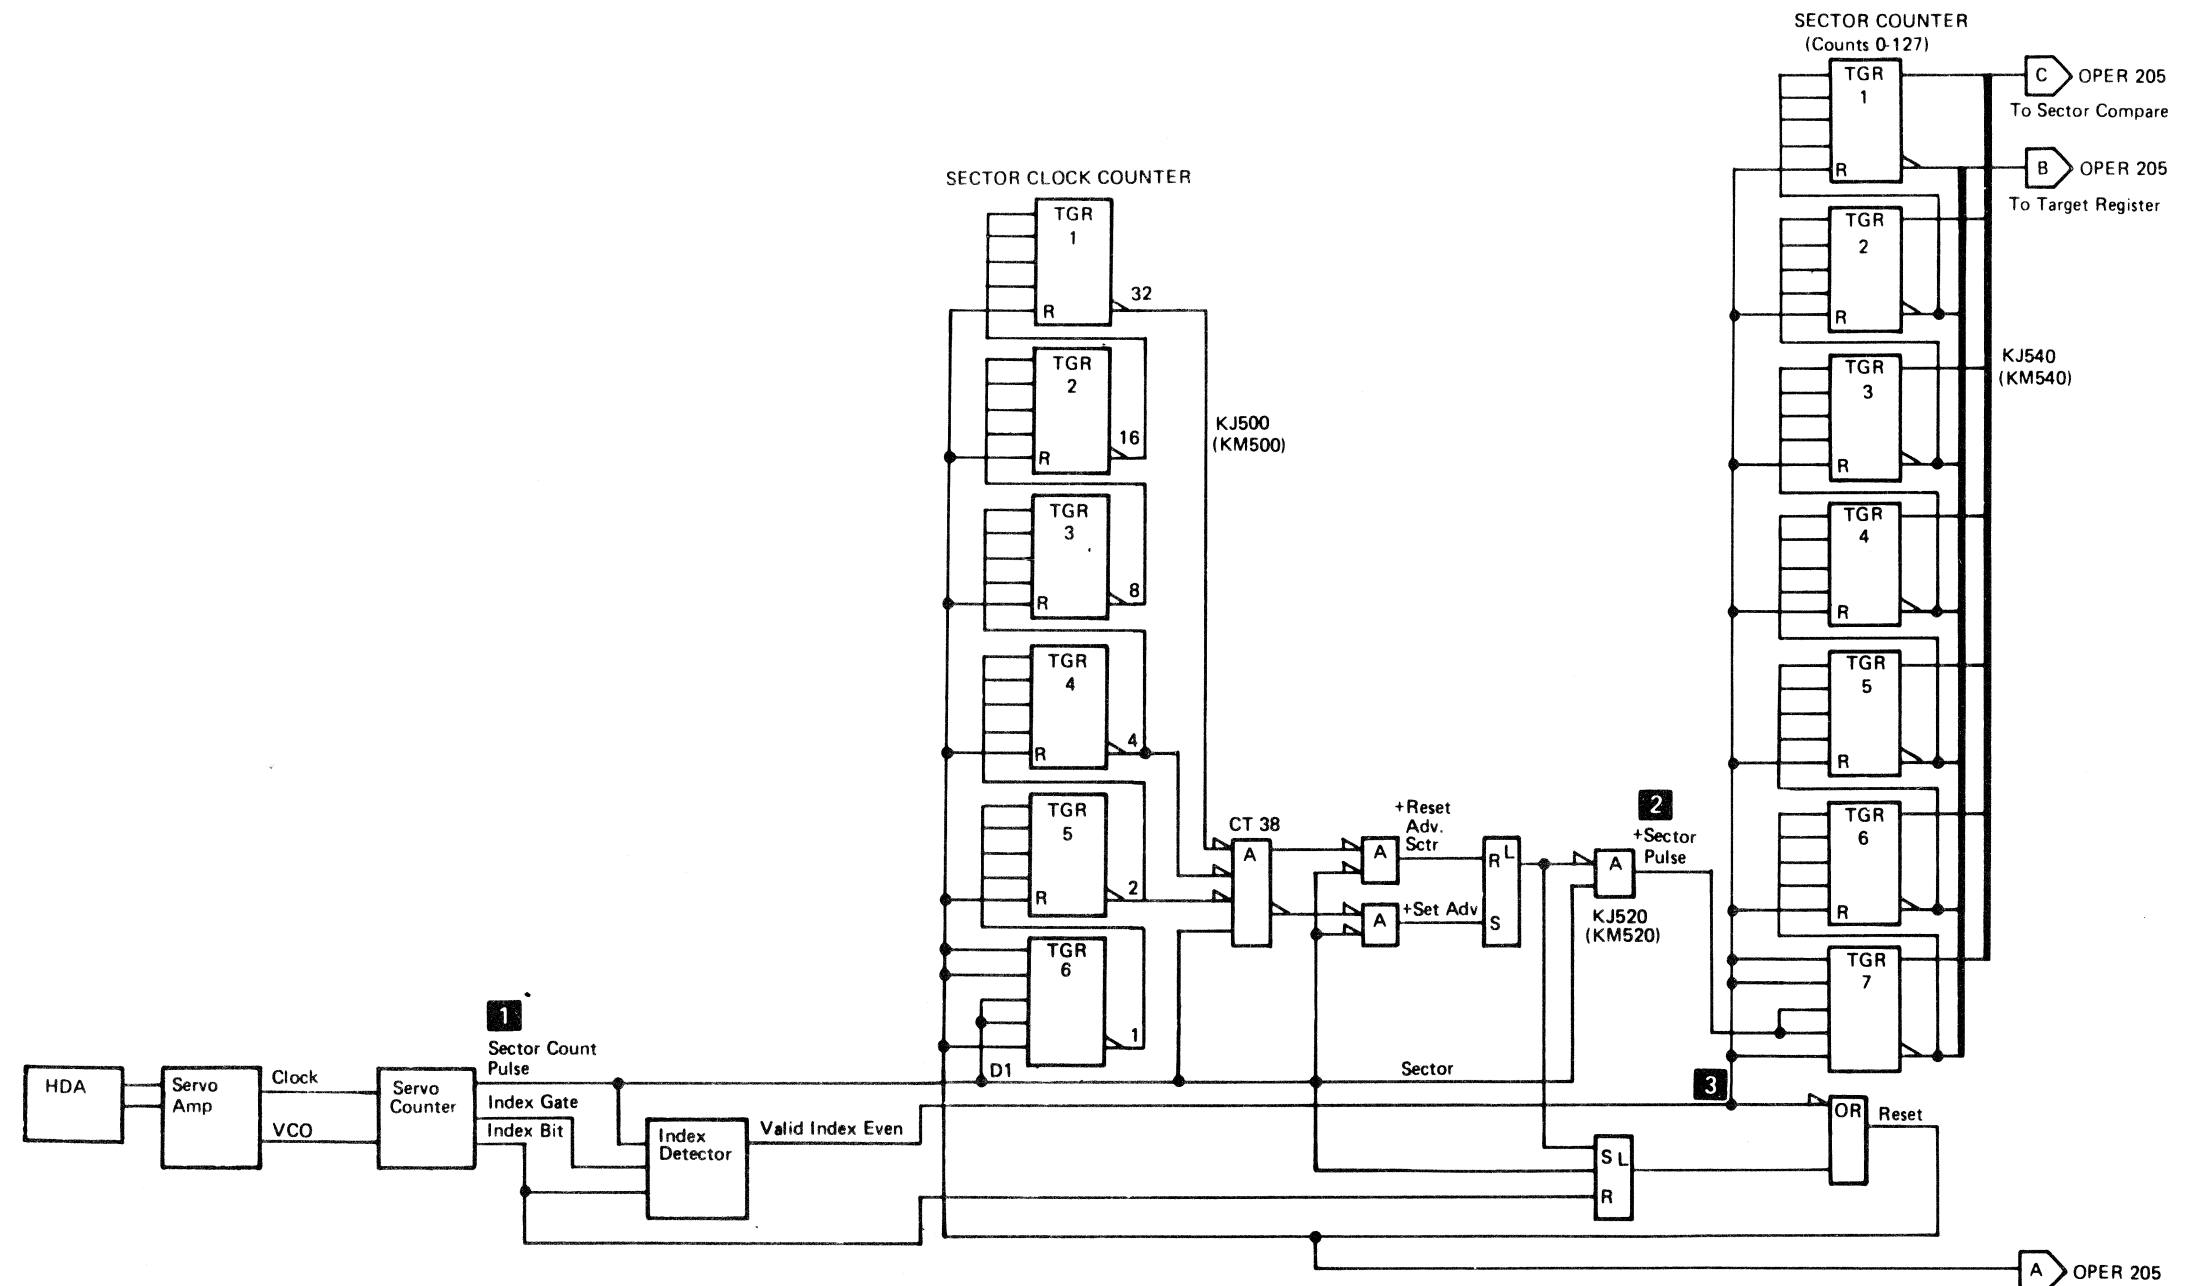 SECTOR COUNTER
(Counts 0-127)
TGR
1
R
C
OPER 205
To Sector Compare
B
OPER 205
To Target Register
TGR
2
R
TGR
3
R
KJ540
(KM540)
TGR
4
R
TGR
5
R
TGR
6
R
TGR
7
SECTOR CLOCK COUNTER
TGR
1
32
R
TGR
2
16
R
KJ500
(KM500)
TGR
3
8
R
TGR
4
4
R
TGR
5
2
R
TGR
6
1
D1
CT 38
A
+Reset
Adv.
Sctr
A
+Set Adv
A
R L
S
2
+Sector
Pulse
A
KJ520
(KM520)
1
Sector Count
Pulse
HDA
Servo
Amp
Clock
VCO
Servo
Counter
Index Gate
Index Bit
Index
Detector
Valid Index Even
Sector
3
OR
Reset
S L
R
A
OPER 205